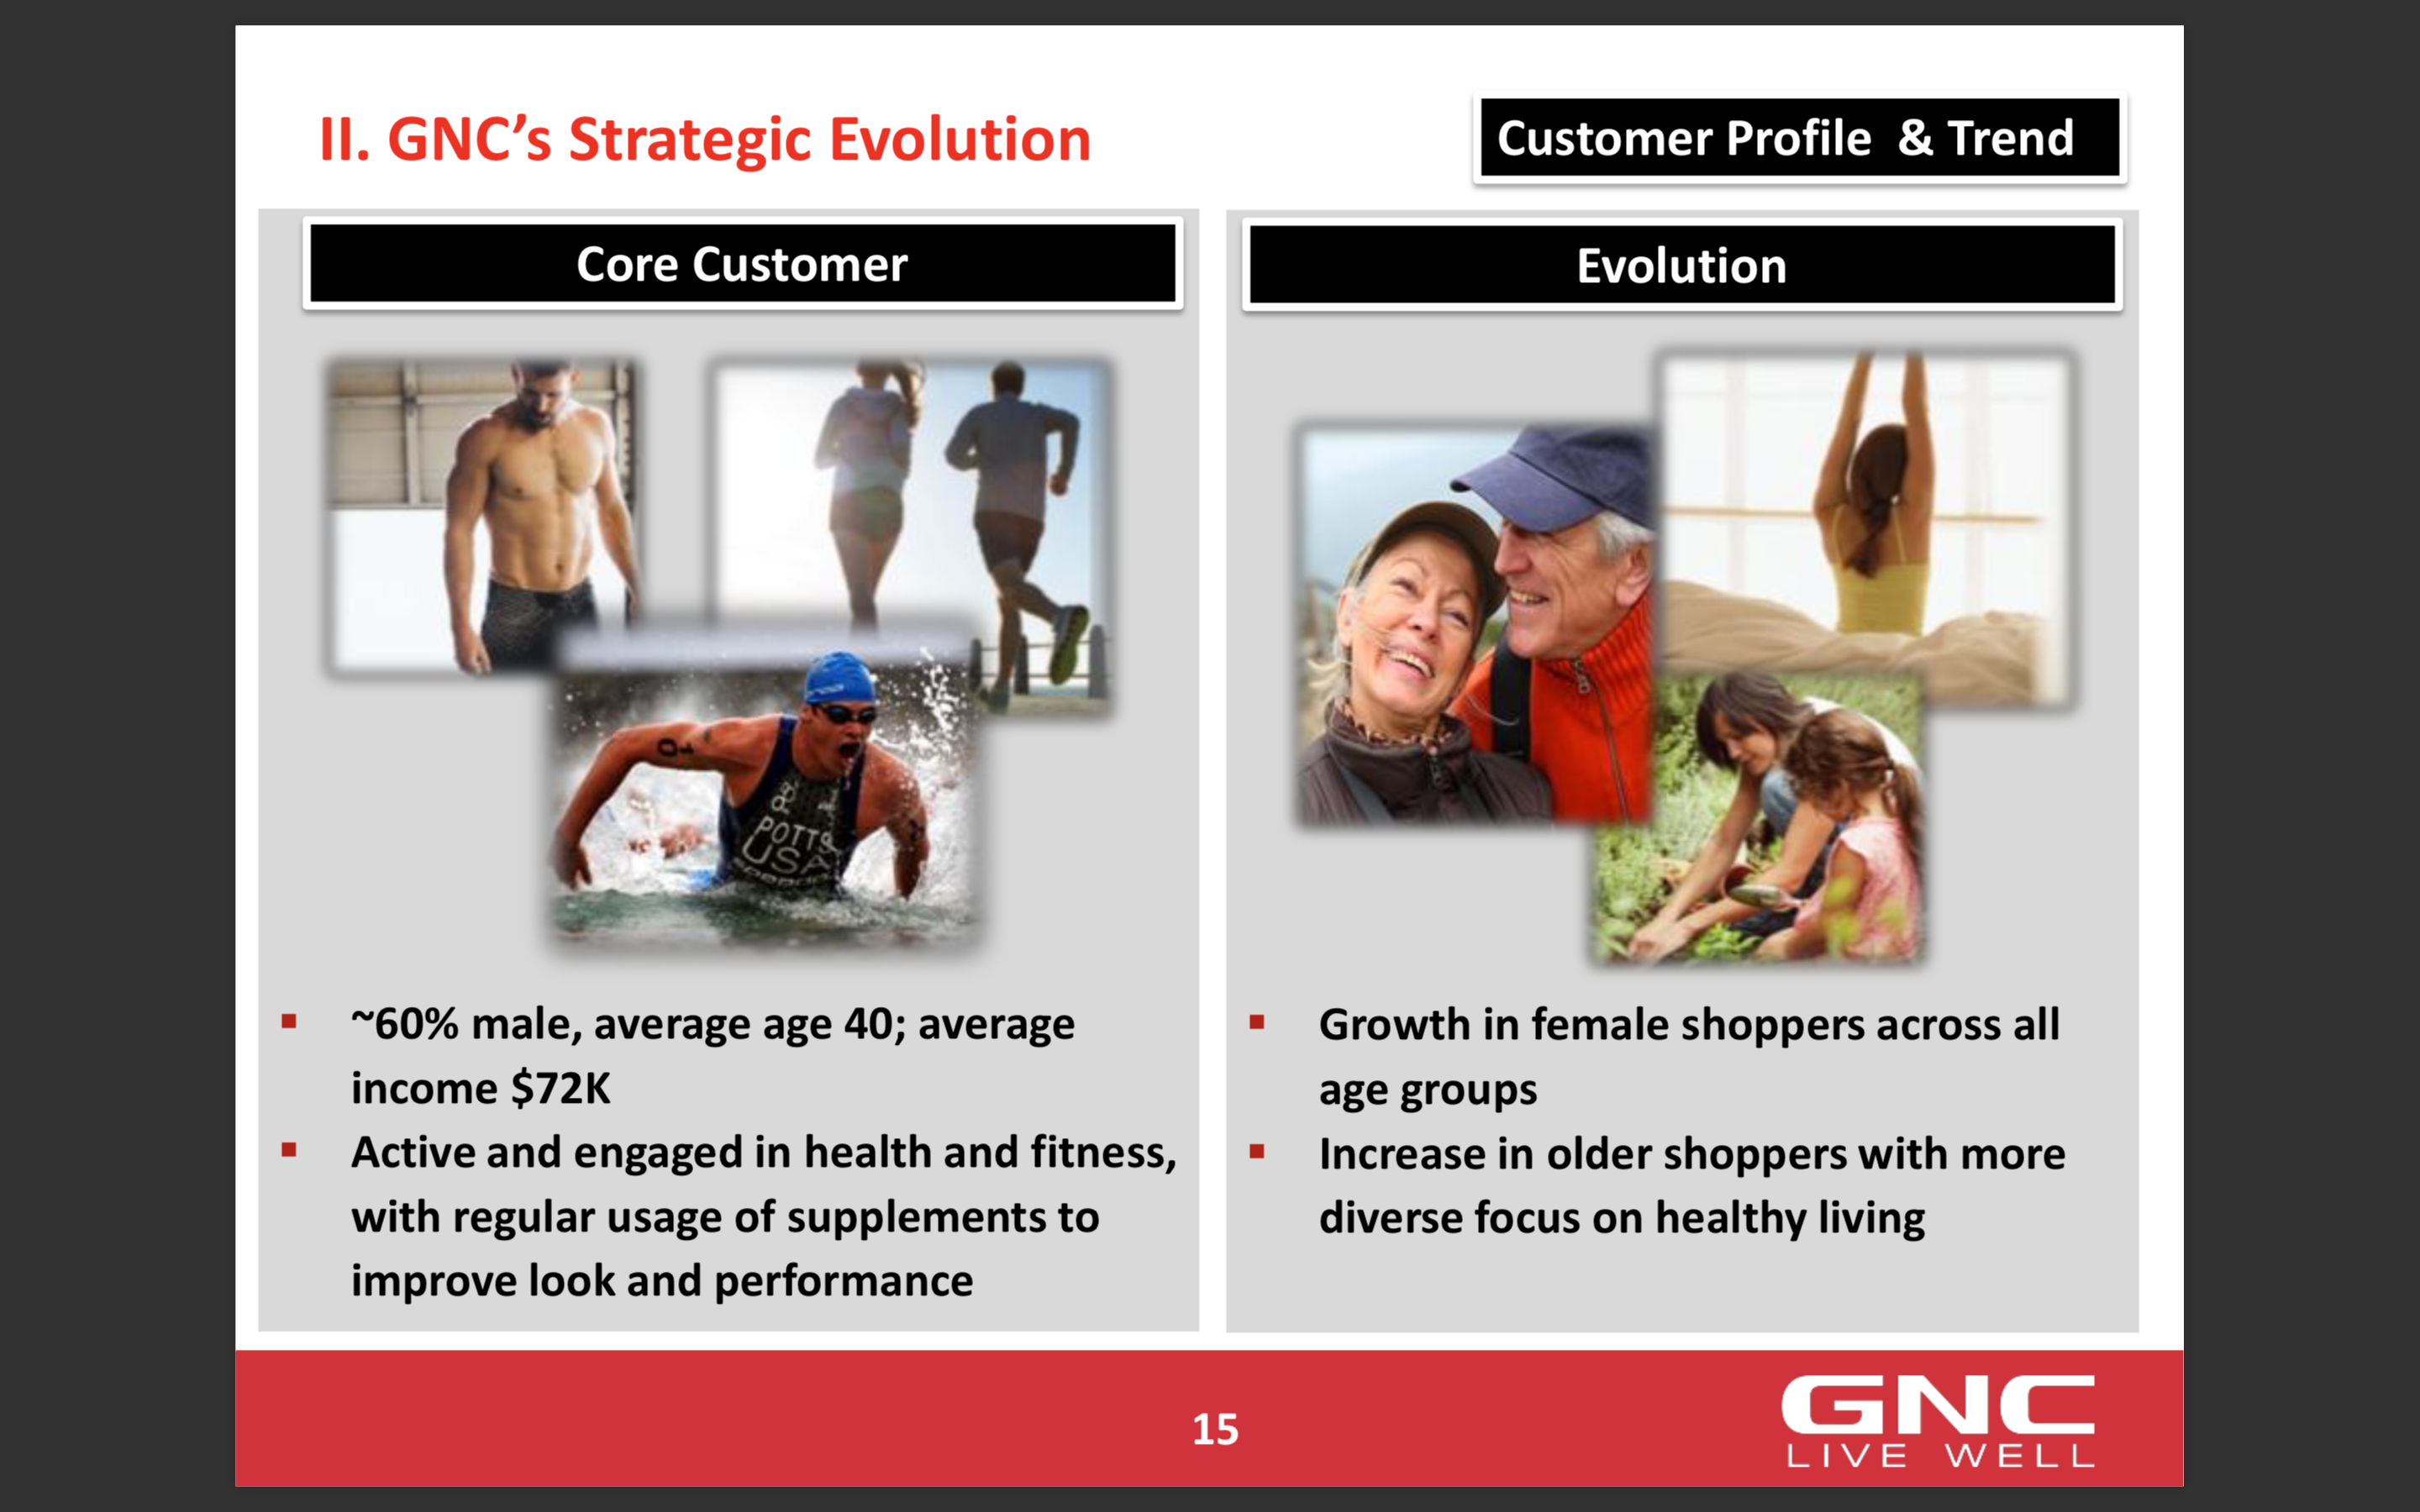 II. GNC’s Strategic Evolution
Customer Profile  & Trend
Core Customer
POTTS
USA
~60% male, average age 40; average
income $72K
Active and engaged in health and fitness,
with regular usage of supplements to
improve look and performance
Evolution
Growth in female shoppers across all
age groups
Increase in older shoppers with more
diverse focus on healthy living
15
GNC
LIVE WELL